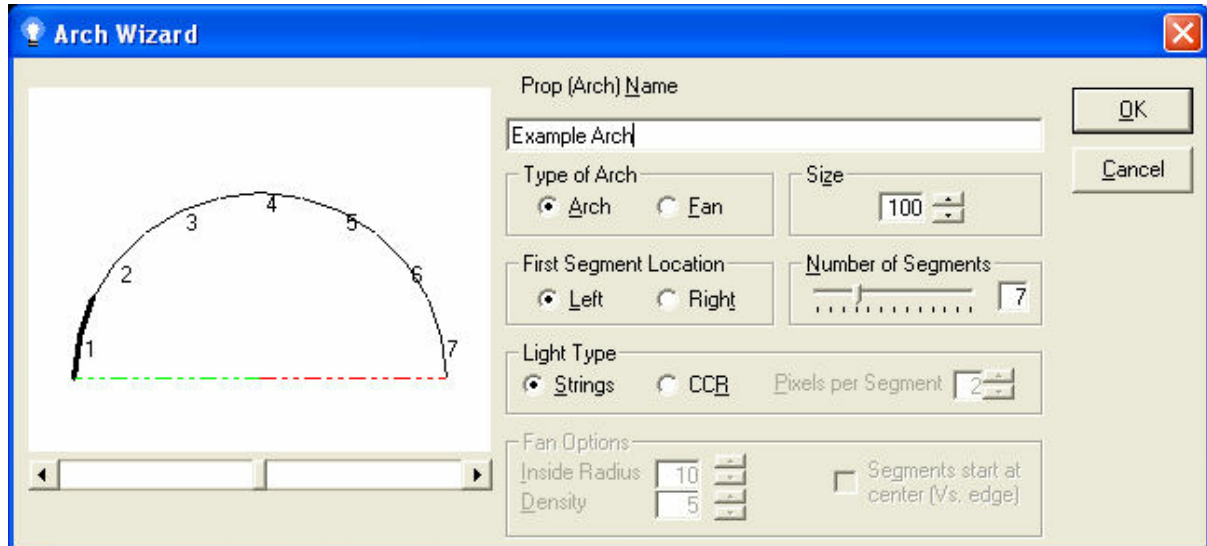 Arch Wizard
Prop (Arch) Name
OK
Example Arch
Cancel
Type of Arch
Arch Fan
Size
100
First Segment Location
Left Right
Number of Segments
7
Light Type
Strings CCR Pixels per Segment 2
Fan Options
Inside Radius 10
Density 5
Segments start at
center (Vs. edge)
1
2
3
4
5
6
7